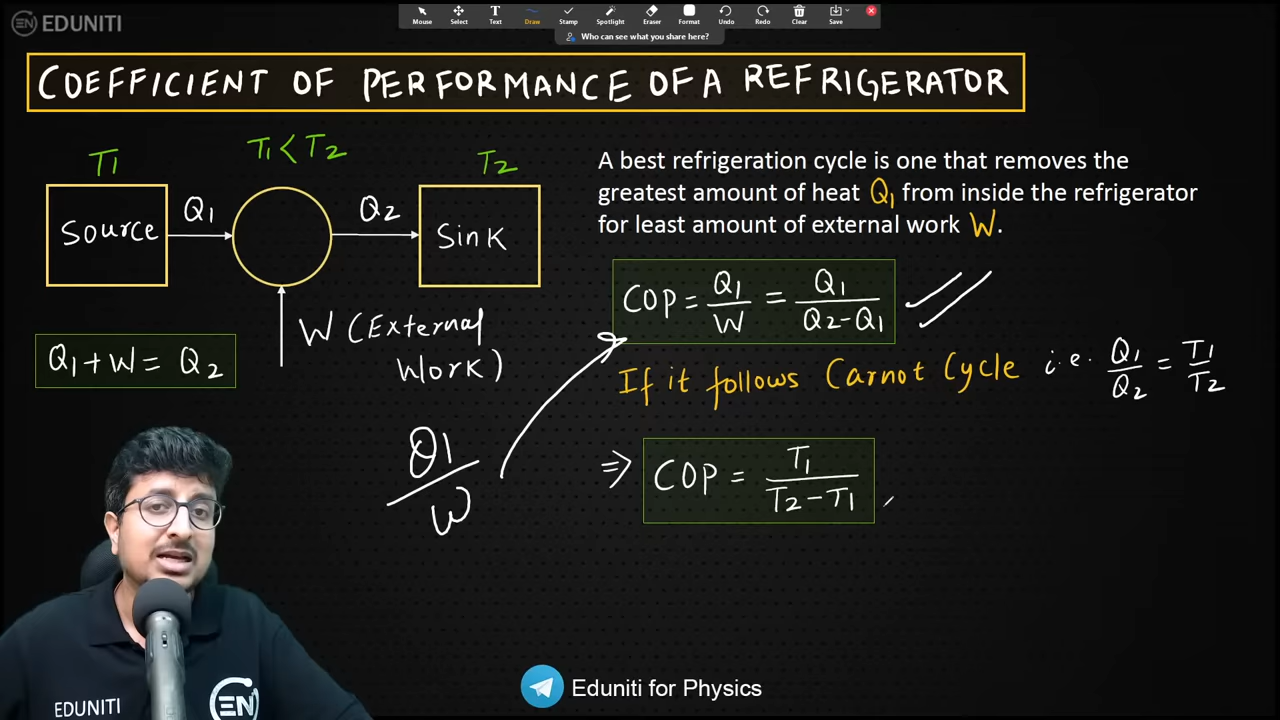 EDUNITI
Mouse Select Text Draw Stamp Spotlight Eraser Format Undo Redo Clear Save
Who can see what you share here?
COEFFICIENT OF PERFORMANCE OF A REFRIGERATOR
T1
T1 < T2
T2
Source
Q1
Q2
Sink
W (External
Work)
Q1 + W = Q2
Q1/W
A best refrigeration cycle is one that removes the
greatest amount of heat Q1 from inside the refrigerator
for least amount of external work W.
COP = Q1/W = Q1/(Q2-Q1)
If it follows Carnot Cycle i.e. Q1/Q2 = T1/T2
⇒ COP = T1/(T2-T1)
EDUNITI
EN
Eduniti for Physics